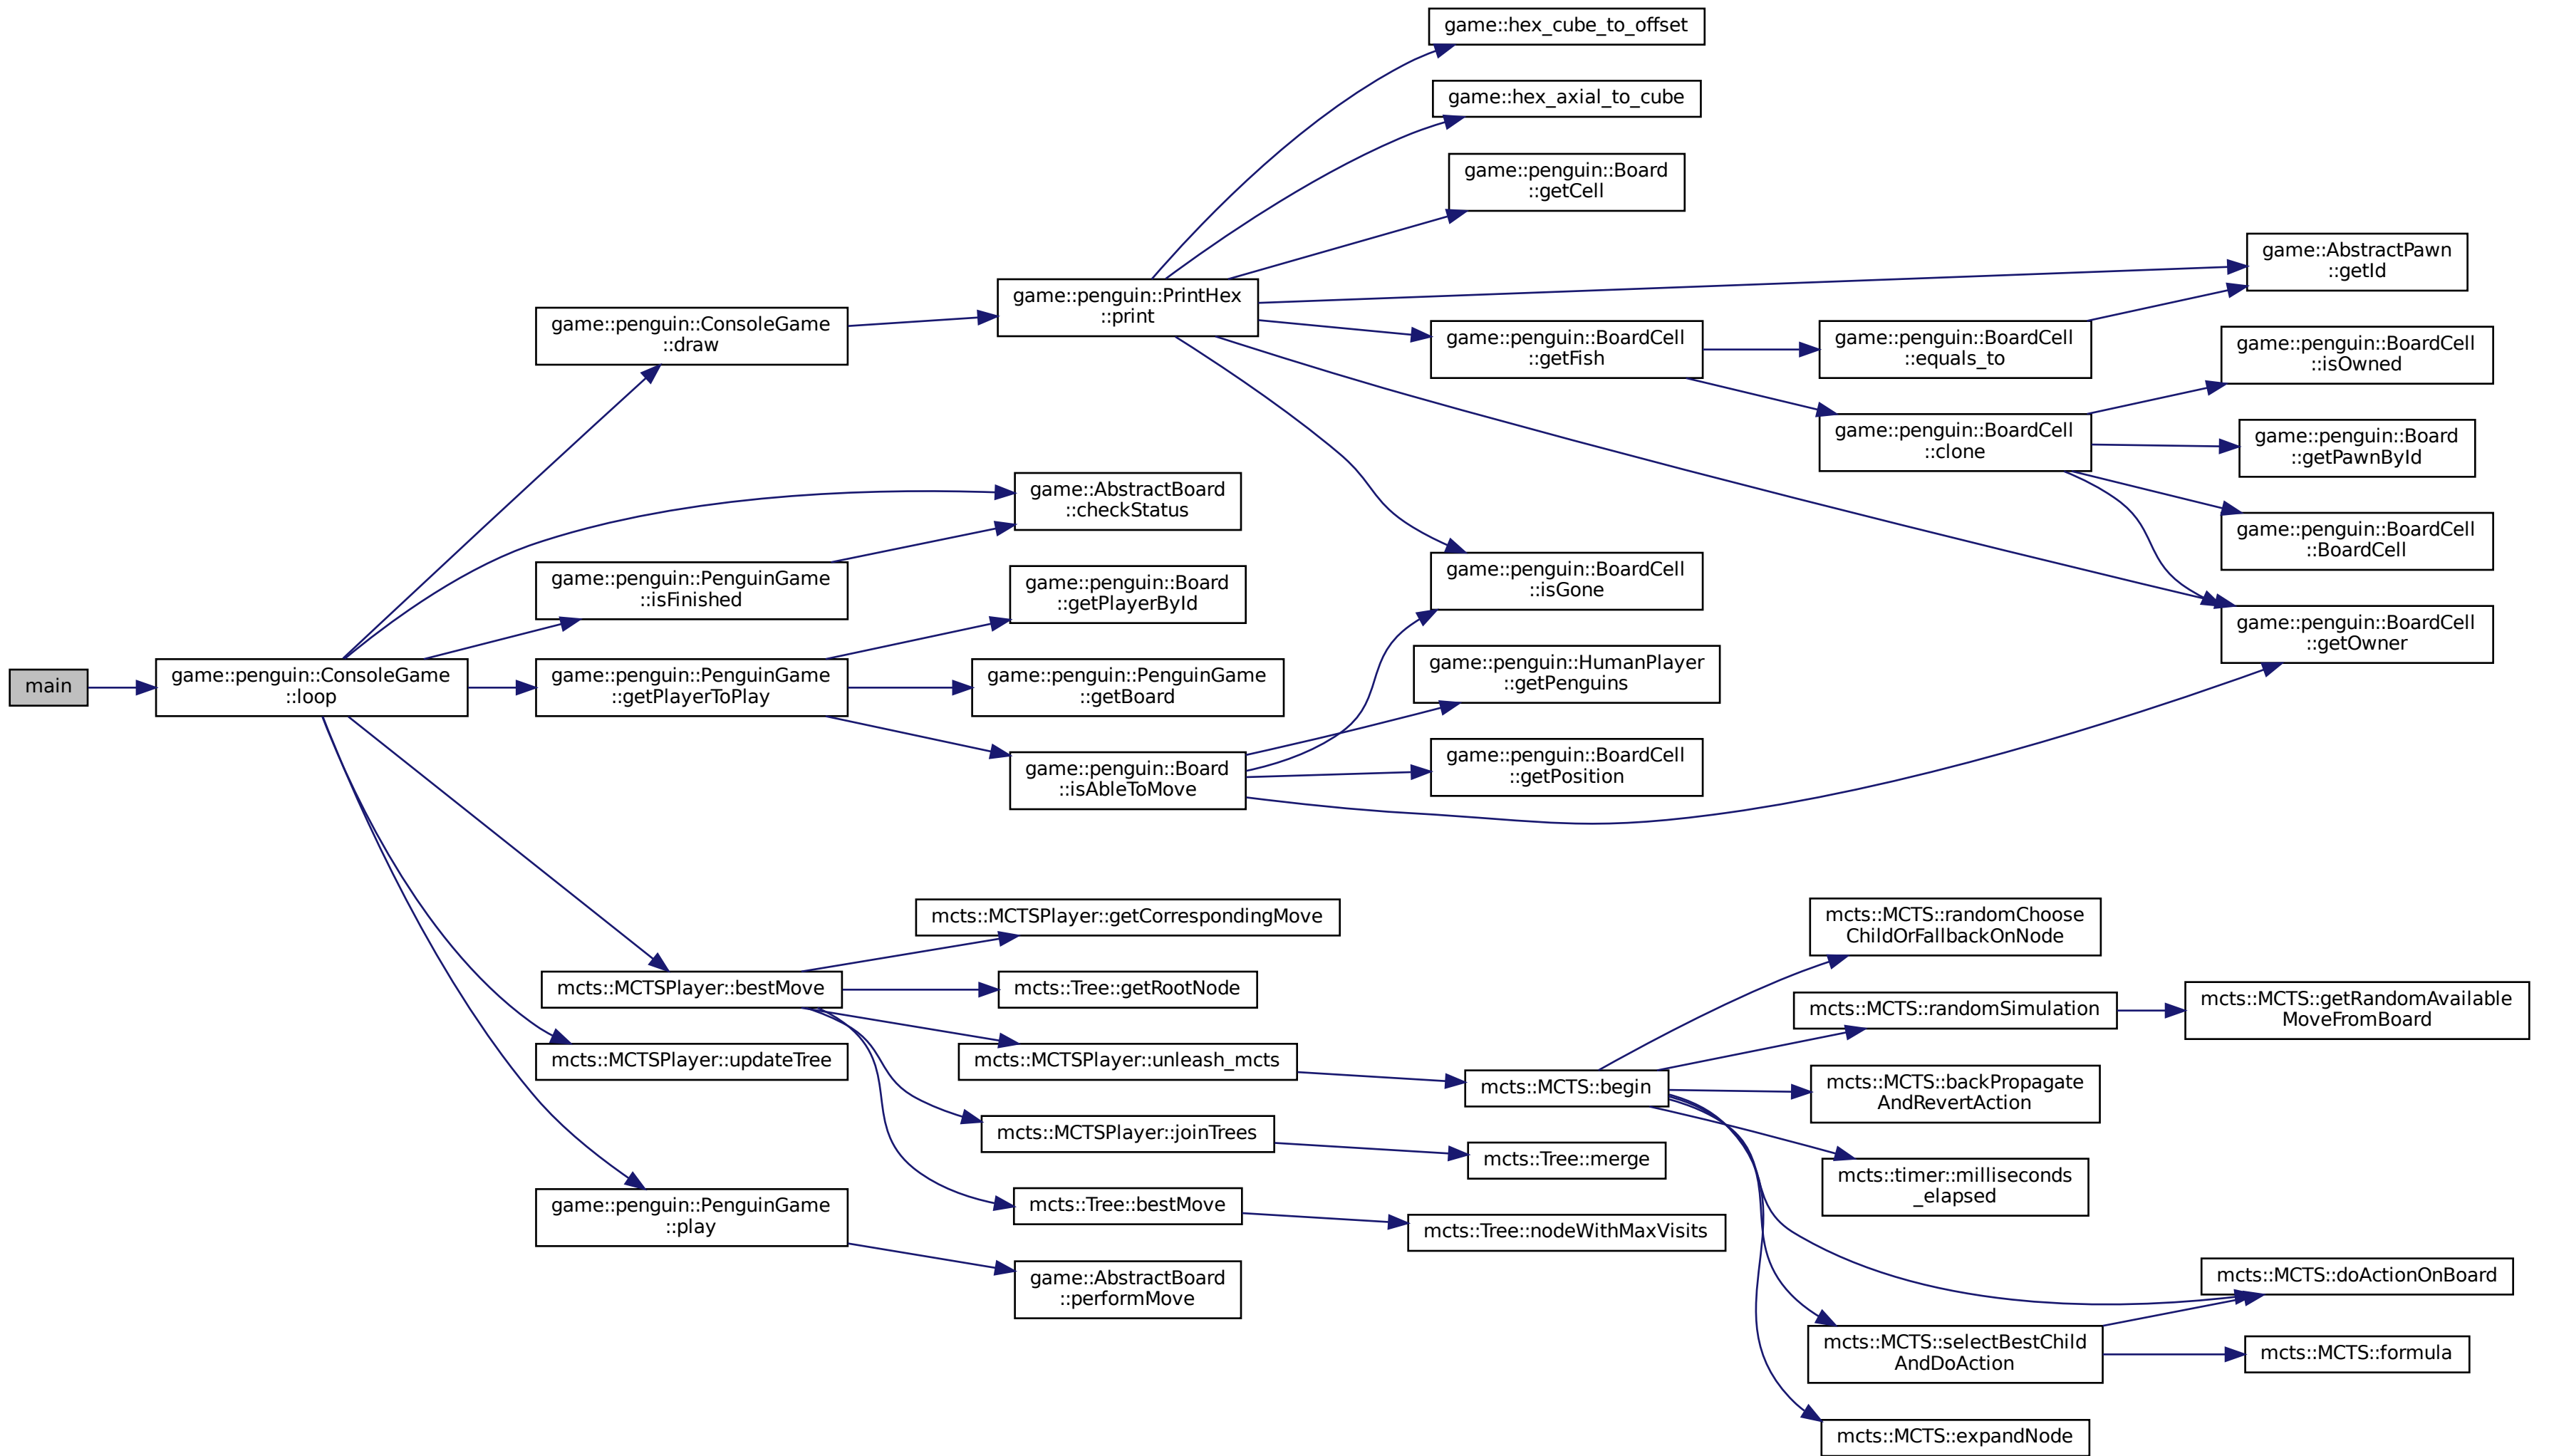 main
game::penguin::ConsoleGame
::loop
game::penguin::ConsoleGame
::draw
game::penguin::PenguinGame
::isFinished
game::penguin::PenguinGame
::getPlayerToPlay
mcts::MCTSPlayer::bestMove
mcts::MCTSPlayer::updateTree
game::penguin::PenguinGame
::play
game::penguin::PrintHex
::print
game::AbstractBoard
::checkStatus
game::penguin::Board
::getPlayerById
game::penguin::PenguinGame
::getBoard
game::penguin::Board
::isAbleToMove
mcts::MCTSPlayer::getCorrespondingMove
mcts::Tree::getRootNode
mcts::MCTSPlayer::unleash_mcts
mcts::MCTSPlayer::joinTrees
mcts::Tree::bestMove
game::AbstractBoard
::performMove
game::hex_cube_to_offset
game::hex_axial_to_cube
game::penguin::Board
::getCell
game::penguin::BoardCell
::getFish
game::penguin::BoardCell
::isGone
game::penguin::HumanPlayer
::getPenguins
game::penguin::BoardCell
::getPosition
mcts::MCTS::begin
mcts::Tree::merge
mcts::Tree::nodeWithMaxVisits
game::penguin::BoardCell
::equals_to
game::penguin::BoardCell
::clone
mcts::MCTS::randomChoose
ChildOrFallbackOnNode
mcts::MCTS::randomSimulation
mcts::MCTS::backPropagate
AndRevertAction
mcts::timer::milliseconds
_elapsed
mcts::MCTS::selectBestChild
AndDoAction
mcts::MCTS::expandNode
game::AbstractPawn
::getId
game::penguin::BoardCell
::isOwned
game::penguin::Board
::getPawnById
game::penguin::BoardCell
::BoardCell
game::penguin::BoardCell
::getOwner
mcts::MCTS::getRandomAvailable
MoveFromBoard
mcts::MCTS::doActionOnBoard
mcts::MCTS::formula